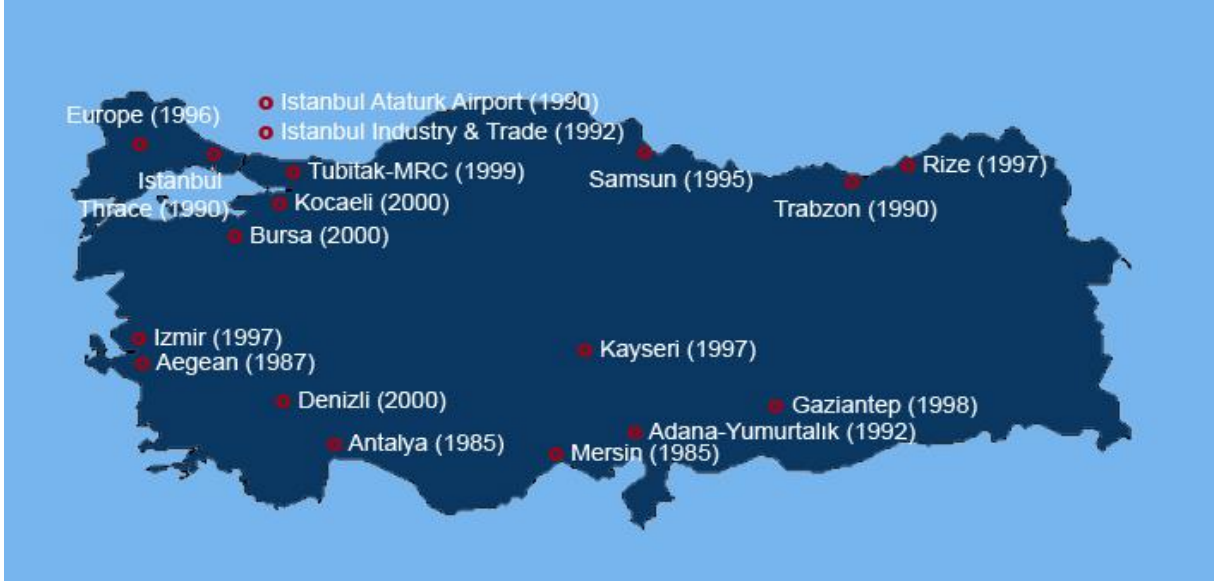 Istanbul Ataturk Airport (1990)
Europe (1996)
Istanbul Industry & Trade (1992)
Rize (1997)
Tubitak-MRC (1999)
Samsun (1995)
Istanbul
Thrace (1990)
Kocaeli (2000)
Trabzon (1990)
Bursa (2000)
Izmir (1997)
Kayseri (1997)
Aegean (1987)
Denizli (2000)
Gaziantep (1998)
Adana-Yumurtalık (1992)
Antalya (1985)
Mersin (1985)